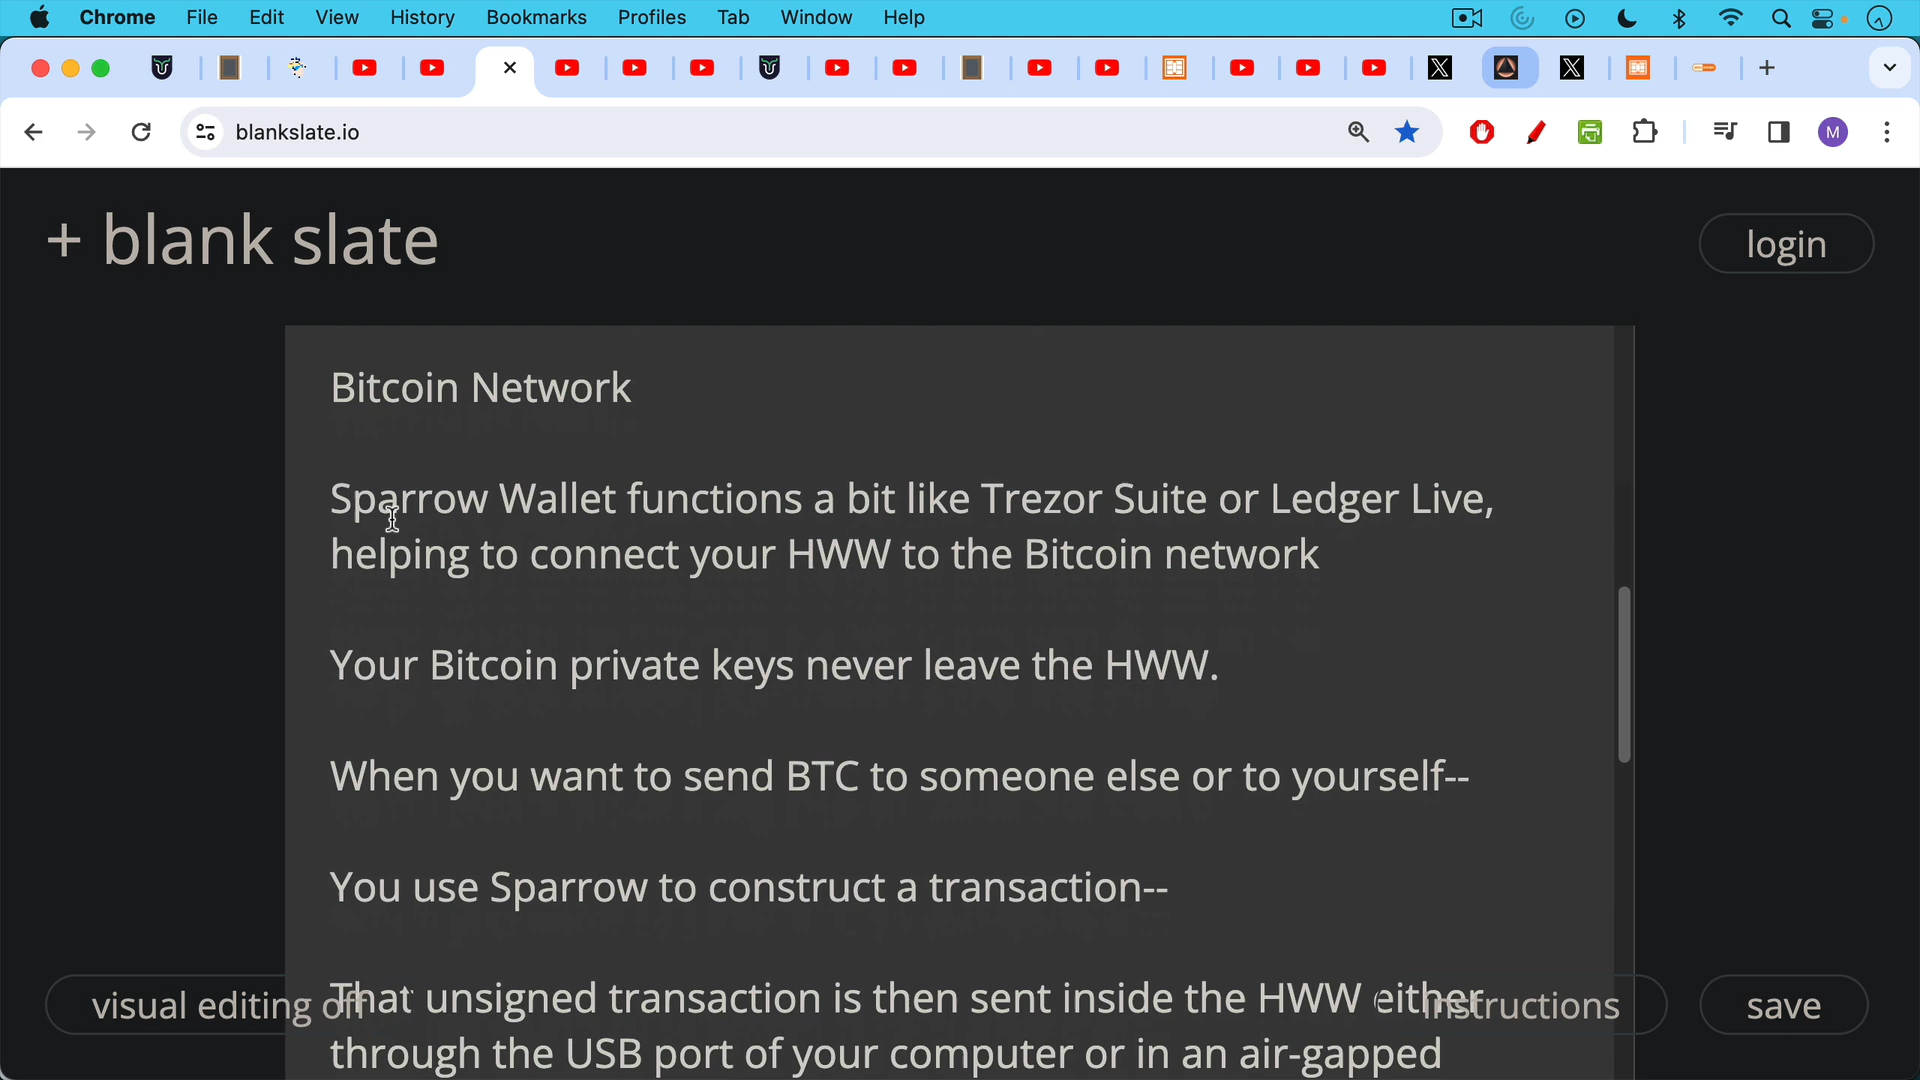 Chrome File Edit View History Bookmarks Profiles Tab Window Help
blankslate.io
M
+ blank slate
login
Bitcoin Network
Sparrow Wallet functions a bit like Trezor Suite or Ledger Live,
helping to connect your HWW to the Bitcoin network
Your Bitcoin private keys never leave the HWW.
When you want to send BTC to someone else or to yourself--
You use Sparrow to construct a transaction--
That unsigned transaction is then sent inside the HWW either
through the USB port of your computer or in an air-gapped
visual editing off
instructions
save